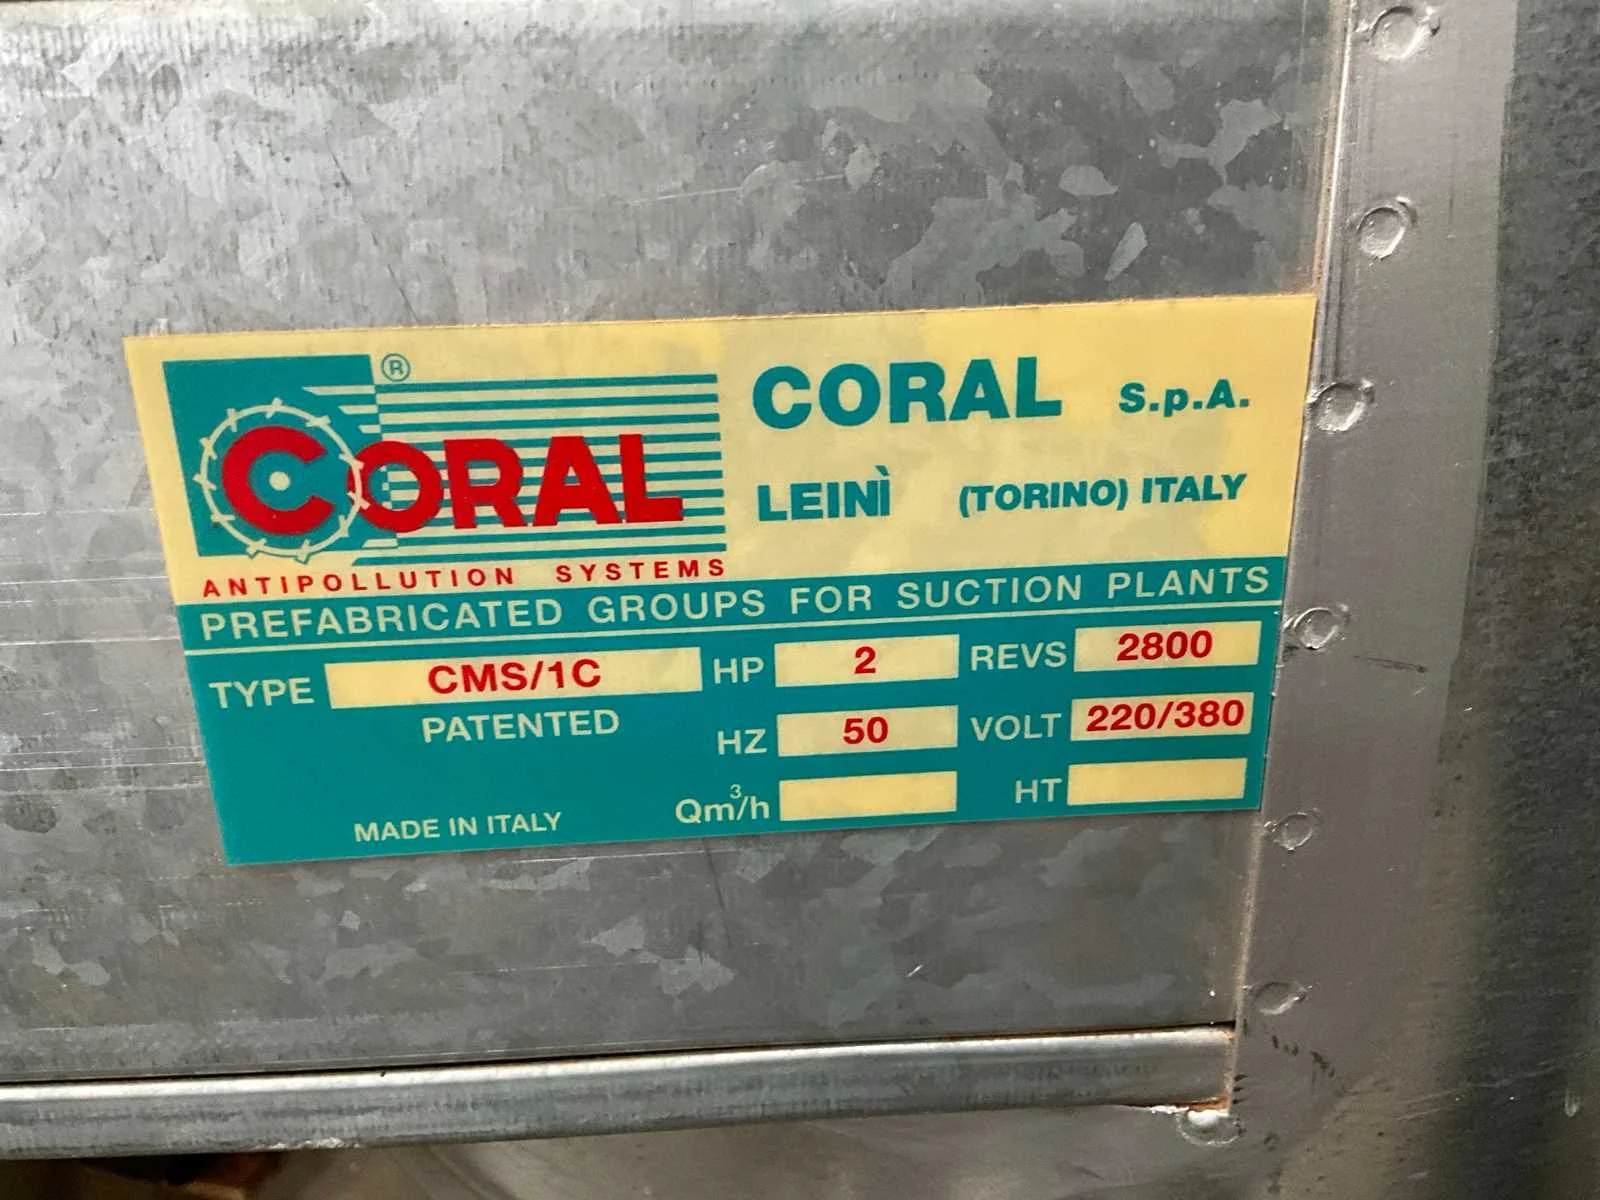 ®
CORAL
ANTIPOLLUTION SYSTEMS
CORAL S.p.A.
LEINÌ (TORINO) ITALY
PREFABRICATED GROUPS FOR SUCTION PLANTS
TYPE CMS/1C HP 2 REVS 2800
PATENTED HZ 50 VOLT 220/380
MADE IN ITALY Qm³/h HT